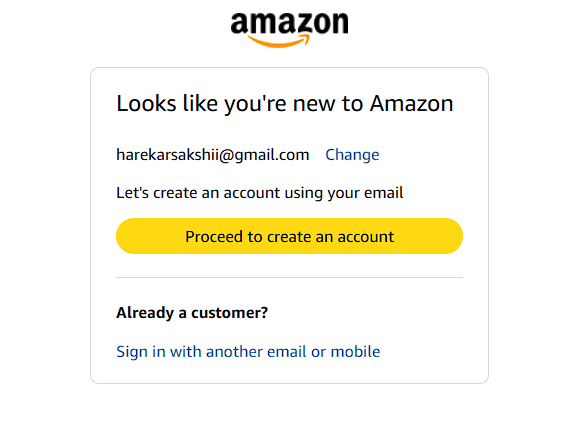 amazon
Looks like you're new to Amazon
harekarsakshii@gmail.com Change
Let's create an account using your email
Proceed to create an account
Already a customer?
Sign in with another email or mobile